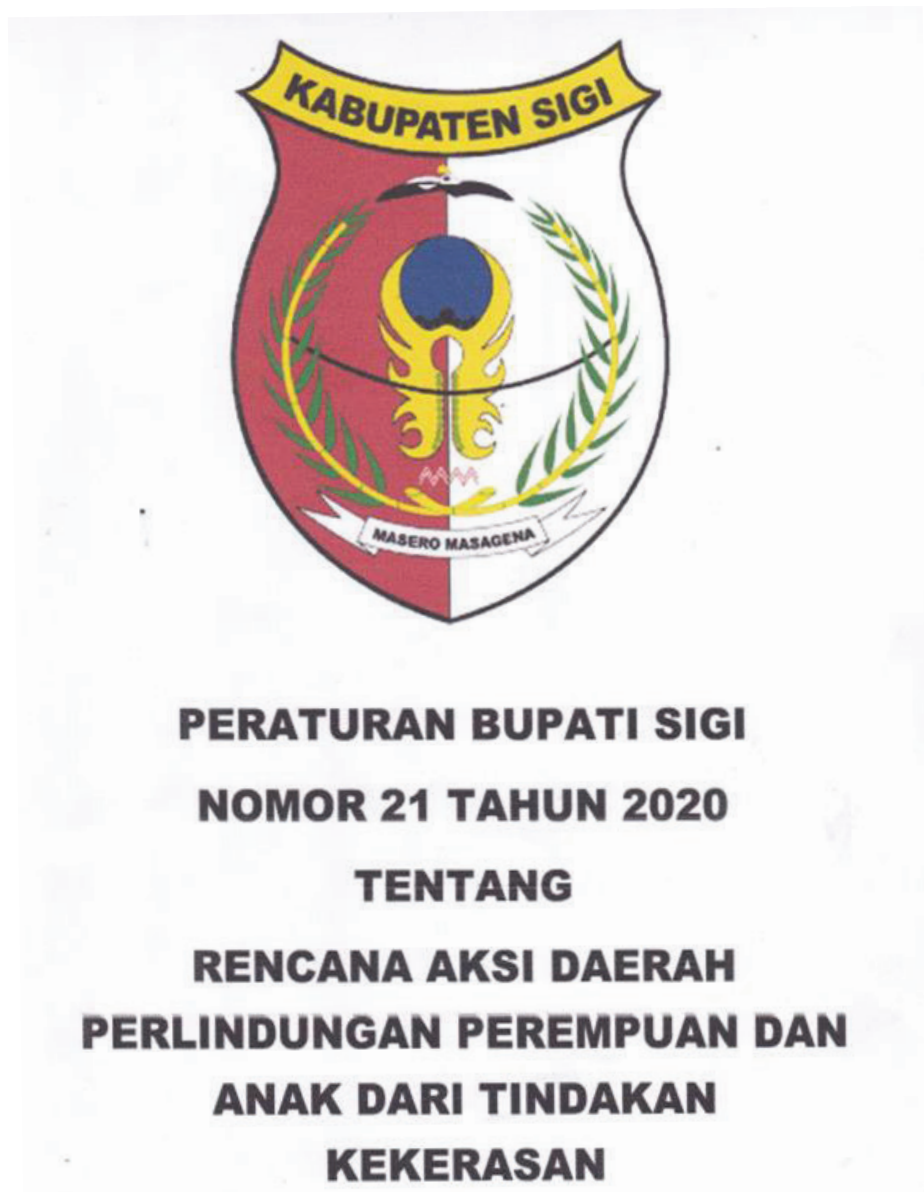 KABUPATEN SIGI
MASERO MASAGENA
PERATURAN BUPATI SIGI
NOMOR 21 TAHUN 2020
TENTANG
RENCANA AKSI DAERAH
PERLINDUNGAN PEREMPUAN DAN
ANAK DARI TINDAKAN
KEKERASAN